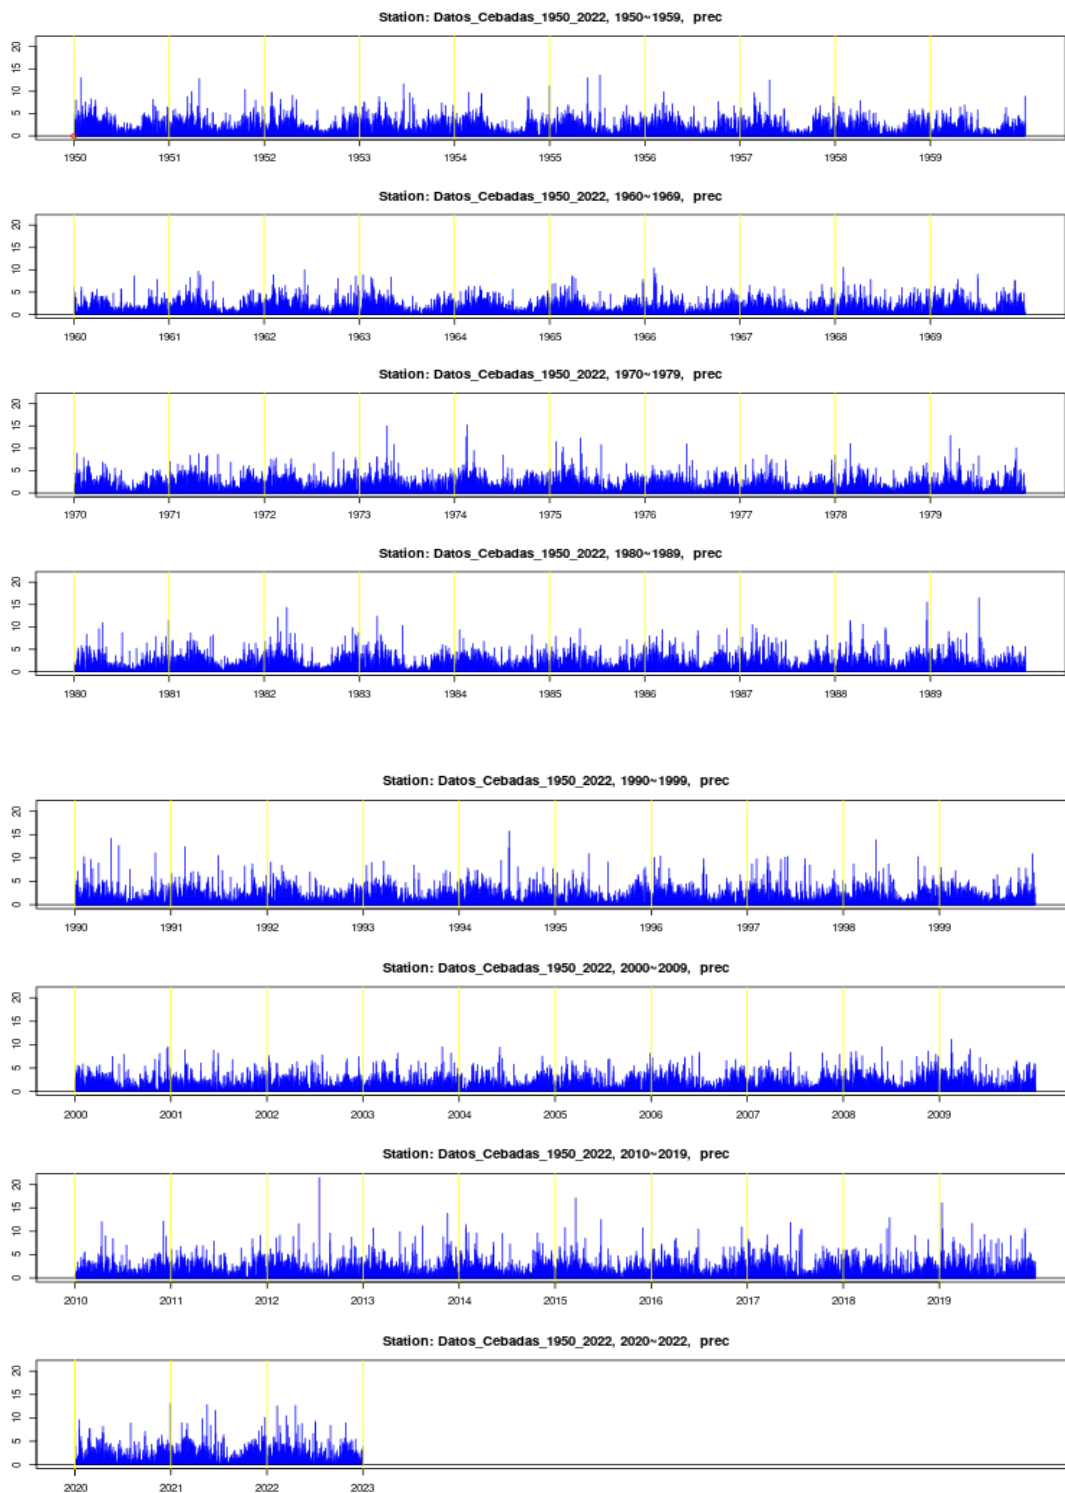 Station: Datos_Cebadas_1950_2022, 1950~1959, prec
20
15
10
5
0
1950 1951 1952 1953 1954 1955 1956 1957 1958 1959
Station: Datos_Cebadas_1950_2022, 1960~1969, prec
20
15
10
5
0
1960 1961 1962 1963 1964 1965 1966 1967 1968 1969
Station: Datos_Cebadas_1950_2022, 1970~1979, prec
20
15
10
5
0
1970 1971 1972 1973 1974 1975 1976 1977 1978 1979
Station: Datos_Cebadas_1950_2022, 1980~1989, prec
20
15
10
5
0
1980 1981 1982 1983 1984 1985 1986 1987 1988 1989
Station: Datos_Cebadas_1950_2022, 1990~1999, prec
20
15
10
5
0
1990 1991 1992 1993 1994 1995 1996 1997 1998 1999
Station: Datos_Cebadas_1950_2022, 2000~2009, prec
20
15
10
5
0
2000 2001 2002 2003 2004 2005 2006 2007 2008 2009
Station: Datos_Cebadas_1950_2022, 2010~2019, prec
20
15
10
5
0
2010 2011 2012 2013 2014 2015 2016 2017 2018 2019
Station: Datos_Cebadas_1950_2022, 2020~2022, prec
20
15
10
5
0
2020 2021 2022 2023